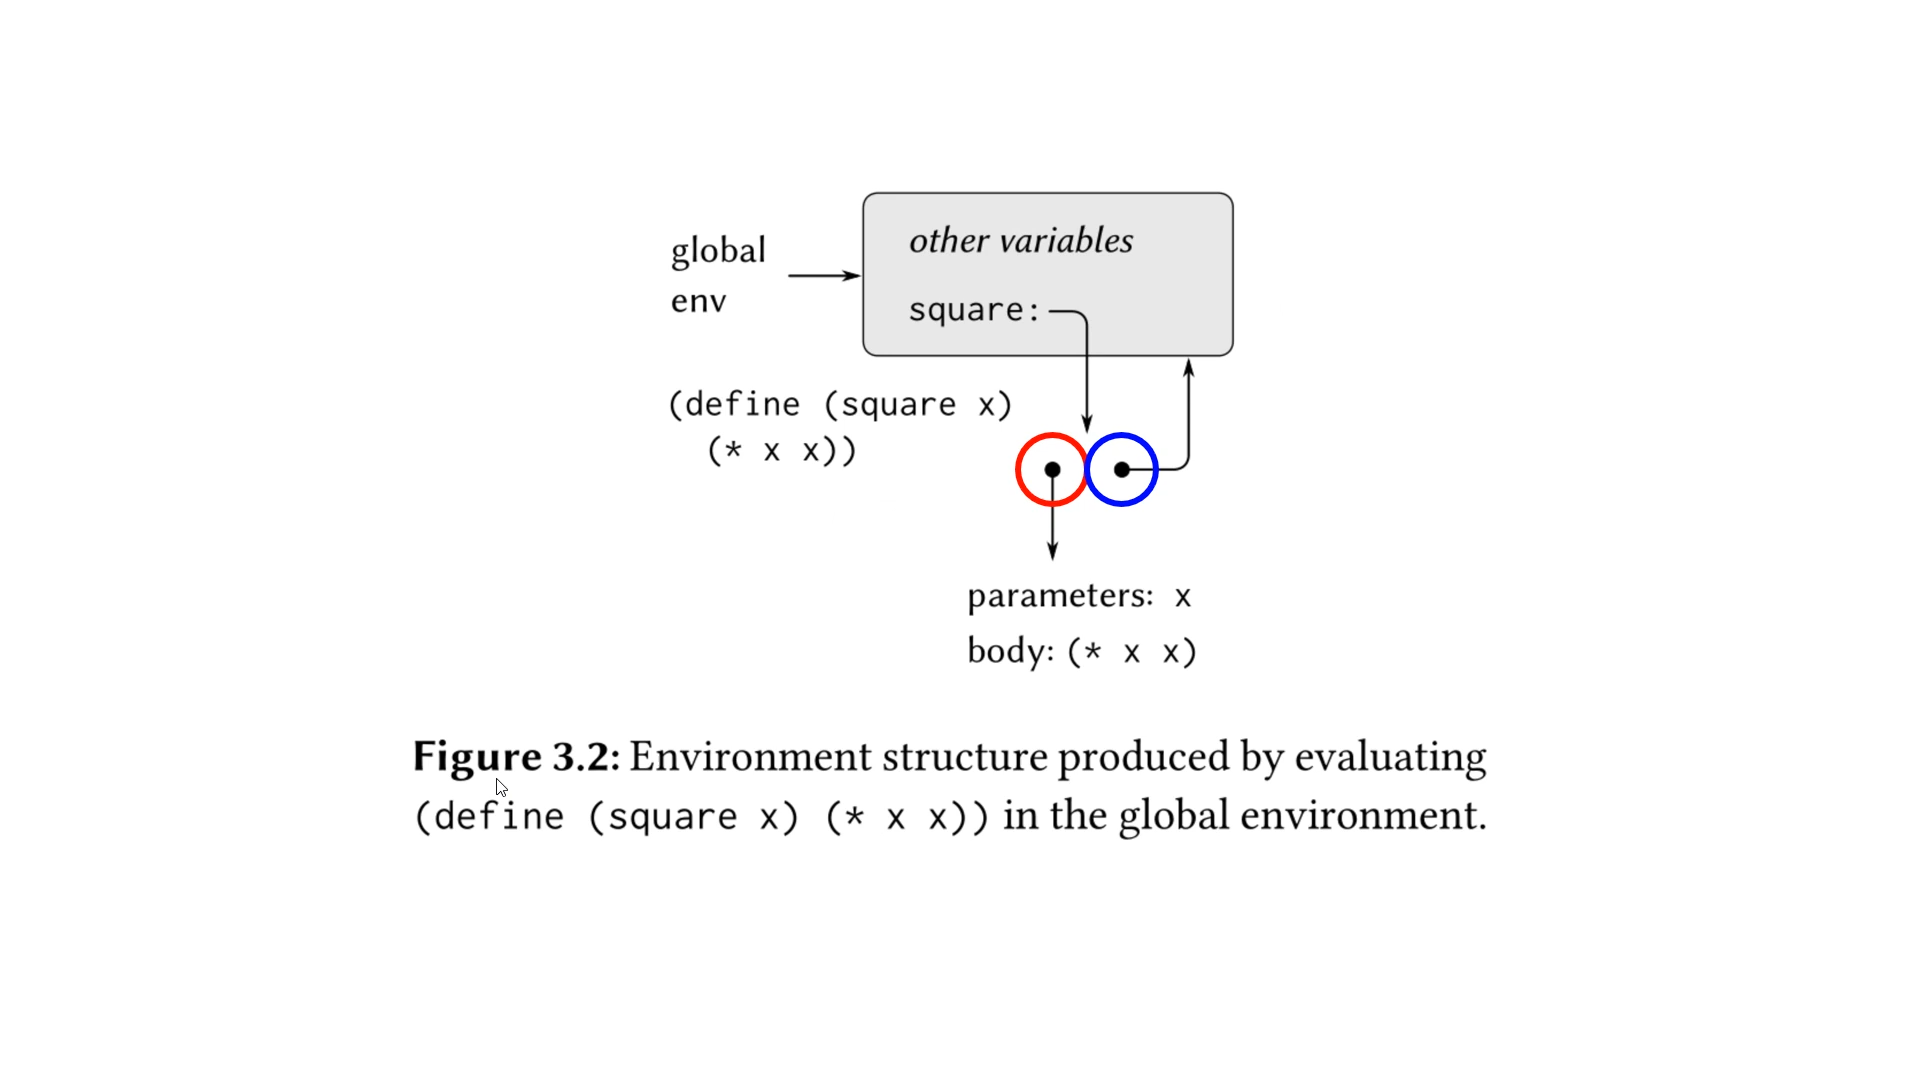 global
env
other variables
square:
(define (square x)
(* x x))
parameters: x
body: (* x x)
Figure 3.2: Environment structure produced by evaluating
(define (square x) (* x x)) in the global environment.